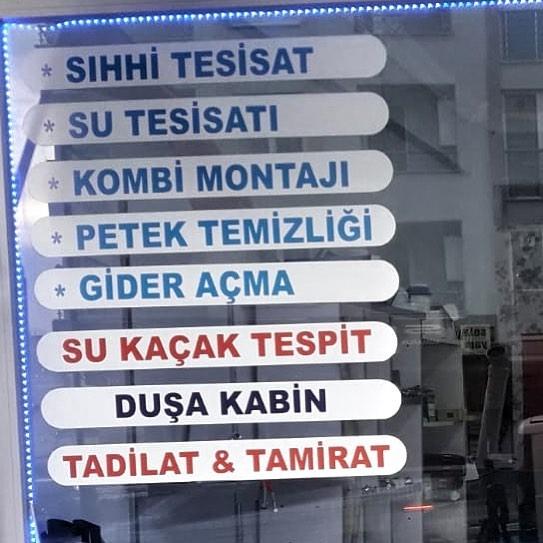 * SIHHİ TESİSAT
* SU TESİSATI
* KOMBİ MONTAJI
* PETEK TEMİZLİĞİ
* GİDER AÇMA
SU KAÇAK TESPİT
DUŞA KABİN
TADİLAT & TAMİRAT